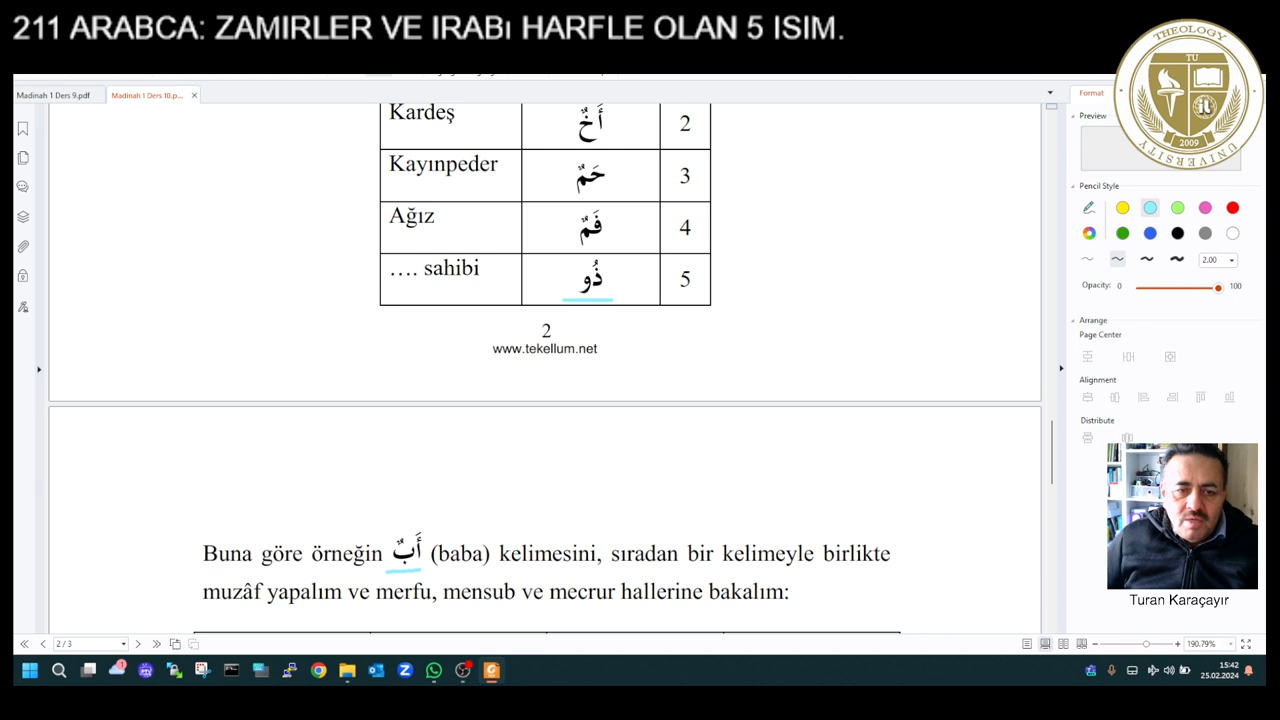 211 ARABCA: ZAMIRLER VE IRABı HARFLE OLAN 5 ISIM.
THEOLOGY
TU
it
2009
UNIVERSITY
Madinah 1 Ders 9.pdf
Madinah 1 Ders 10.p...
Format
Preview
Pencil Style
2.00
Opacity: 0 100
Arrange
Page Center
Alignment
Distribute
Kardeş أَخٌ 2
Kayınpeder حَمٌ 3
Ağız فَمٌ 4
.... sahibi ذُو 5
2
www.tekellum.net
Buna göre örneğin أَبٌ (baba) kelimesini, sıradan bir kelimeyle birlikte
muzâf yapalım ve merfu, mensub ve mecrur hallerine bakalım:
Turan Karaçayır
2 / 3
190.79%
15:42
25.02.2024